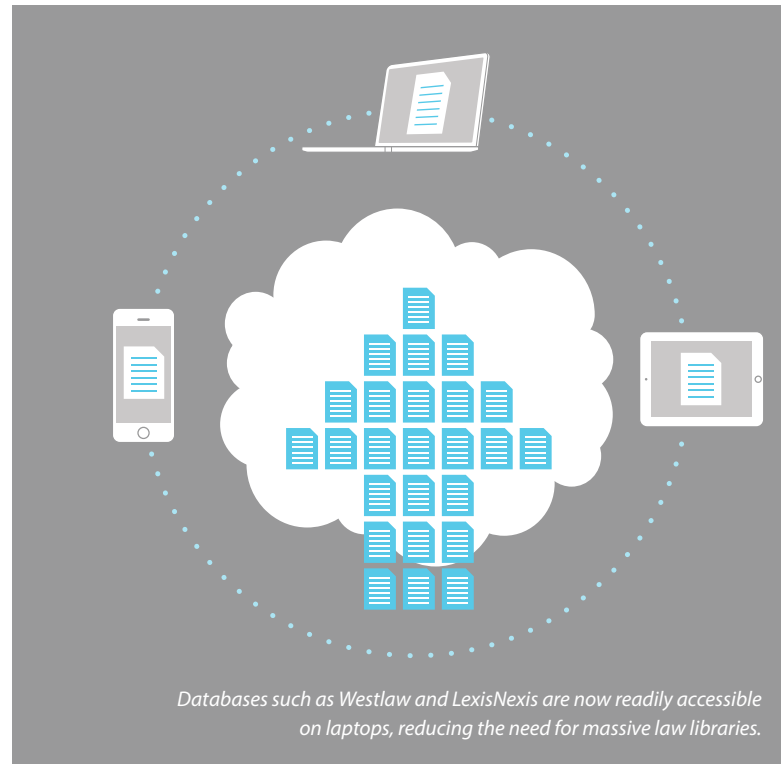 Databases such as Westlaw and LexisNexis are now readily accessible
on laptops, reducing the need for massive law libraries.